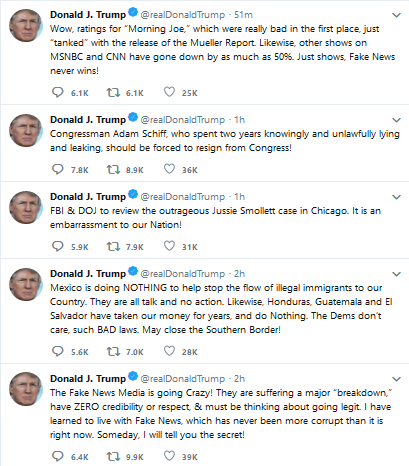 Donald J. Trump @realDonaldTrump · 51m
Wow, ratings for "Morning Joe," which were really bad in the first place, just
"tanked" with the release of the Mueller Report. Likewise, other shows on
MSNBC and CNN have gone down by as much as 50%. Just shows, Fake News
never wins!
6.1K 6.1K 25K
Donald J. Trump @realDonaldTrump · 1h
Congressman Adam Schiff, who spent two years knowingly and unlawfully lying
and leaking, should be forced to resign from Congress!
7.8K 8.9K 36K
Donald J. Trump @realDonaldTrump · 1h
FBI & DOJ to review the outrageous Jussie Smollett case in Chicago. It is an
embarrassment to our Nation!
5.9K 7.9K 31K
Donald J. Trump @realDonaldTrump · 2h
Mexico is doing NOTHING to help stop the flow of illegal immigrants to our
Country. They are all talk and no action. Likewise, Honduras, Guatemala and El
Salvador have taken our money for years, and do Nothing. The Dems don't
care, such BAD laws. May close the Southern Border!
5.6K 7.0K 28K
Donald J. Trump @realDonaldTrump · 2h
The Fake News Media is going Crazy! They are suffering a major "breakdown,"
have ZERO credibility or respect, & must be thinking about going legit. I have
learned to live with Fake News, which has never been more corrupt than it is
right now. Someday, I will tell you the secret!
6.4K 9.9K 39K